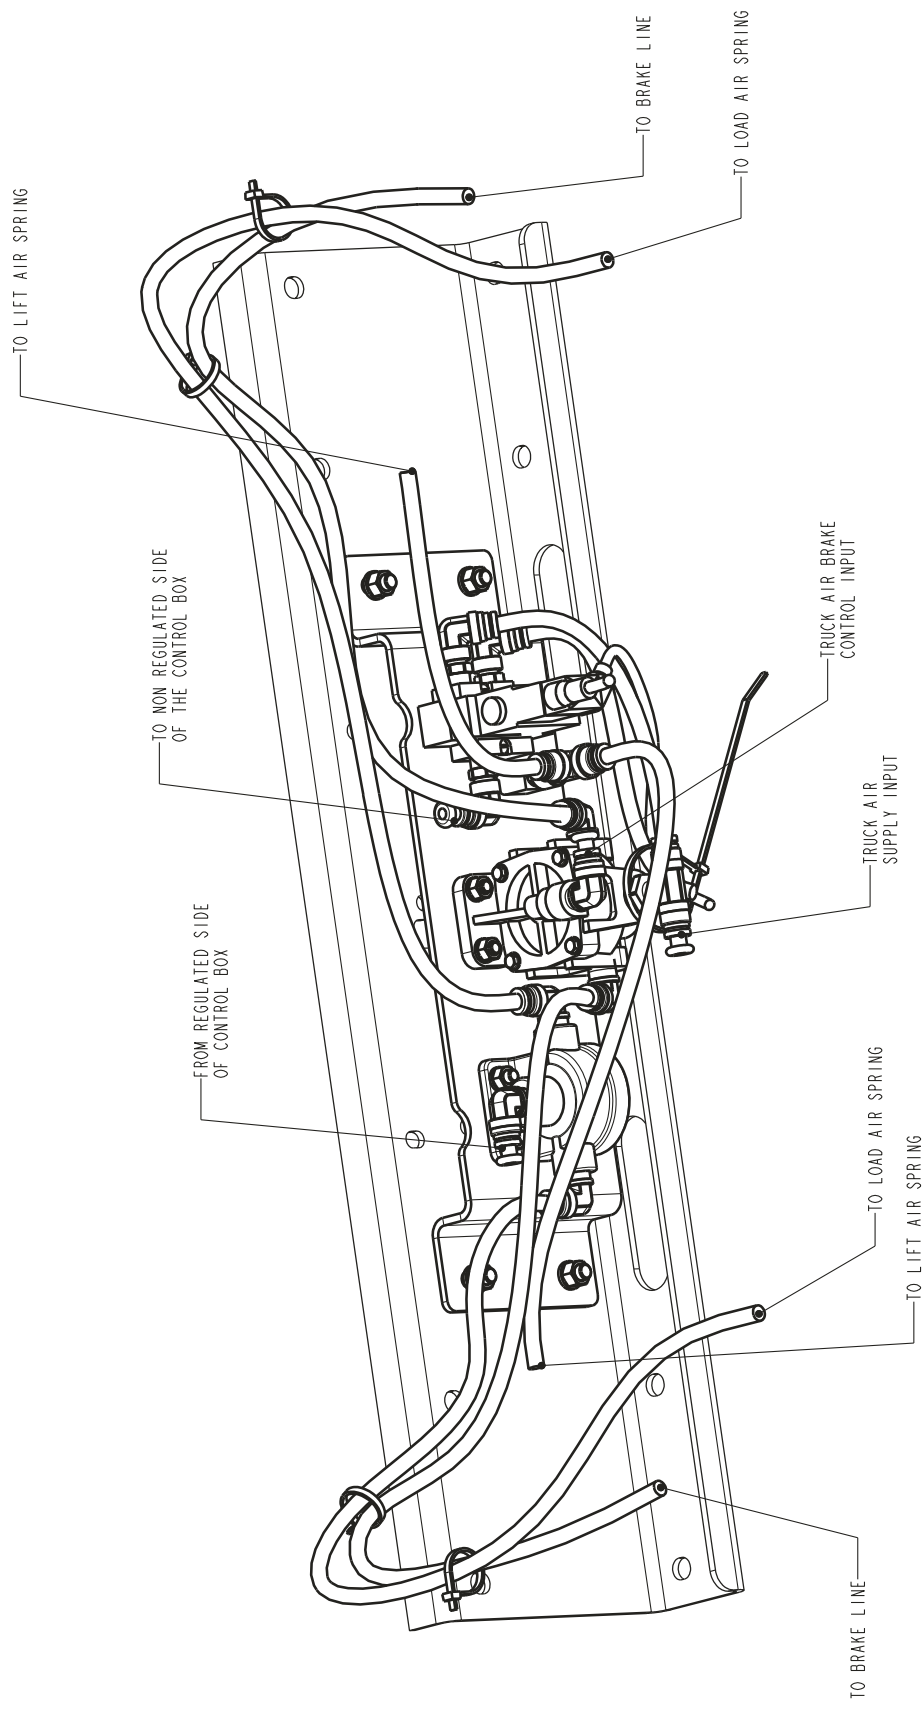 TO LIFT AIR SPRING
TO BRAKE LINE
TO LOAD AIR SPRING
TO NON REGULATED SIDE
OF THE CONTROL BOX
TRUCK AIR BRAKE
CONTROL INPUT
TRUCK AIR
SUPPLY INPUT
FROM REGULATED SIDE
OF CONTROL BOX
TO LOAD AIR SPRING
TO LIFT AIR SPRING
TO BRAKE LINE